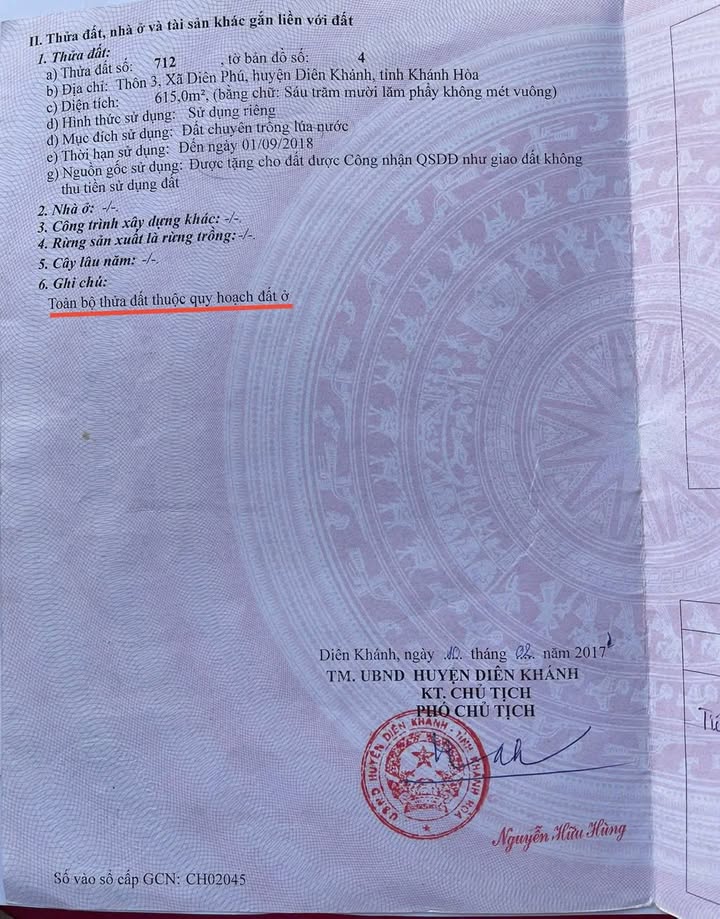 II. Thửa đất, nhà ở và tài sản khác gắn liền với đất
1. Thửa đất:
a) Thửa đất số: 712 , tờ bản đồ số: 4
b) Địa chỉ: Thôn 3, Xã Diên Phú, huyện Diên Khánh, tỉnh Khánh Hòa
c) Diện tích: 615,0m², (bằng chữ: Sáu trăm mười lăm phẩy không mét vuông)
d) Hình thức sử dụng: Sử dụng riêng
đ) Mục đích sử dụng: Đất chuyên trồng lúa nước
e) Thời hạn sử dụng: Đến ngày 01/09/2018
g) Nguồn gốc sử dụng: Được tặng cho đất được Công nhận QSDĐ như giao đất không
thu tiền sử dụng đất
2. Nhà ở: -/-.
3. Công trình xây dựng khác: -/-.
4. Rừng sản xuất là rừng trồng: -/-.
5. Cây lâu năm: -/-.
6. Ghi chú:
Toàn bộ thửa đất thuộc quy hoạch đất ở
Diên Khánh, ngày 10 tháng 02 năm 2017
TM. UBND HUYỆN DIÊN KHÁNH
KT. CHỦ TỊCH
PHÓ CHỦ TỊCH
U.B.N.D HUYỆN DIÊN KHÁNH - TỈNH KHÁNH HÒA
Nguyễn Hữu Hùng
Số vào sổ cấp GCN: CH02045